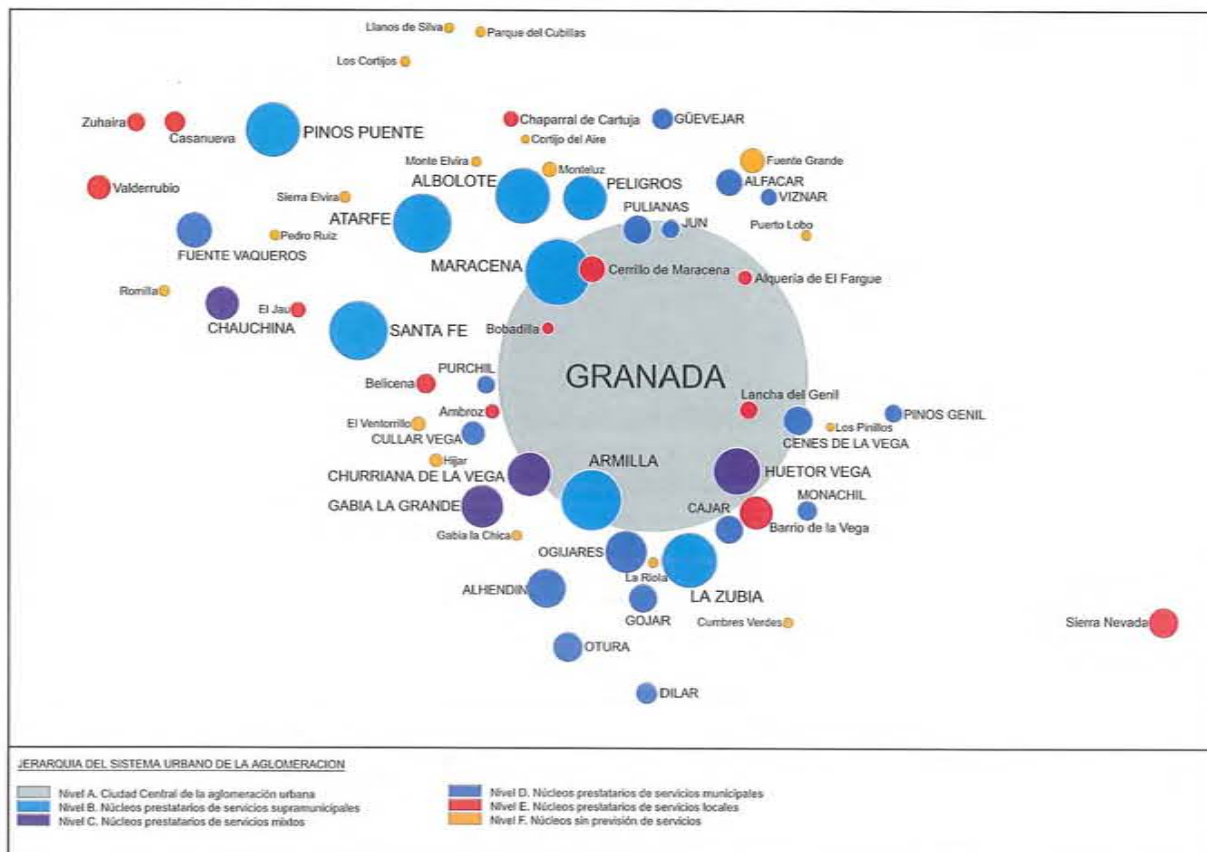 Llanos de Silva
Parque del Cubillas
Los Cortijos
Zuhaira
Casanueva
PINOS PUENTE
Chaparral de Cartuja
GÜEVEJAR
Cortijo del Aire
Monte Elvira
Monteluz
Fuente Grande
ALBOLOTE
PELIGROS
ALFACAR
Valderrubio
Sierra Elvira
VIZNAR
ATARFE
PULIANAS
JUN
Puerto Lobo
Pedro Ruiz
FUENTE VAQUEROS
MARACENA
Cerrillo de Maracena
Alquería de El Fargue
Romilla
El Jau
CHAUCHINA
SANTA FE
Bobadilla
PURCHIL
GRANADA
Belicena
Lancha del Genil
Ambroz
PINOS GENIL
El Ventorrillo
Los Pinillos
CULLAR VEGA
CENES DE LA VEGA
Hijar
ARMILLA
CHURRIANA DE LA VEGA
HUETOR VEGA
GABIA LA GRANDE
CAJAR
MONACHIL
Barrio de la Vega
Gabia la Chica
OGIJARES
La Riola
ALHENDIN
LA ZUBIA
GOJAR
Cumbres Verdes
Sierra Nevada
OTURA
DILAR
JERARQUIA DEL SISTEMA URBANO DE LA AGLOMERACION
Nivel A. Ciudad Central de la aglomeración urbana
Nivel B. Núcleos prestatarios de servicios supramunicipales
Nivel C. Núcleos prestatarios de servicios mixtos
Nivel D. Núcleos prestatarios de servicios municipales
Nivel E. Núcleos prestatarios de servicios locales
Nivel F. Núcleos sin previsión de servicios